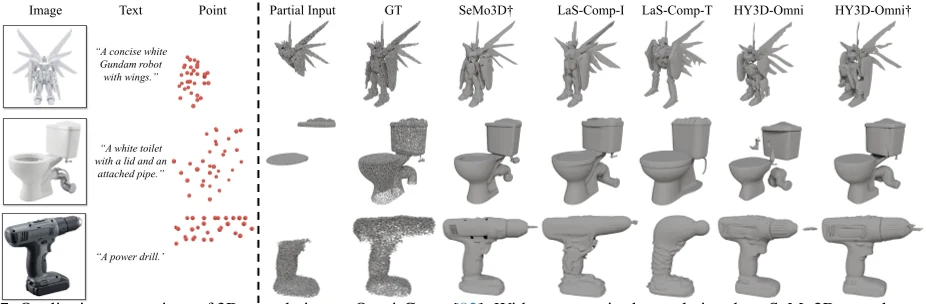 Image Text Point Partial Input GT SeMo3D† LaS-Comp-I LaS-Comp-T HY3D-Omni HY3D-Omni†
“A concise white
Gundam robot
with wings.”
“A white toilet
with a lid and an
attached pipe.”
“A power drill.’